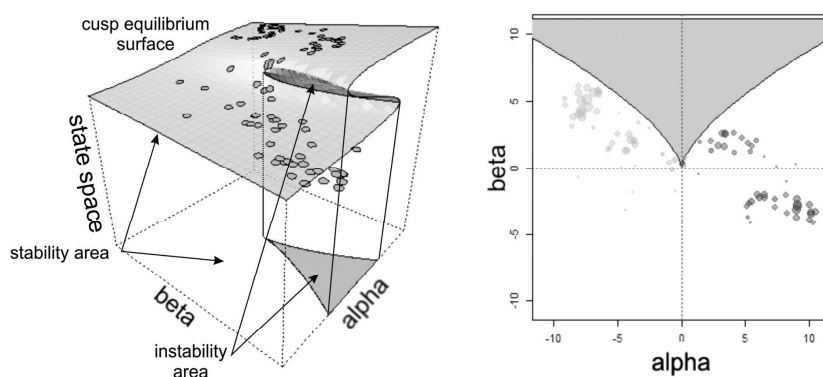 cusp equilibrium
surface
state space
stability area
beta
instability
area
alpha
10
5
0
-5
-10
beta
-10
-5
0
5
10
alpha